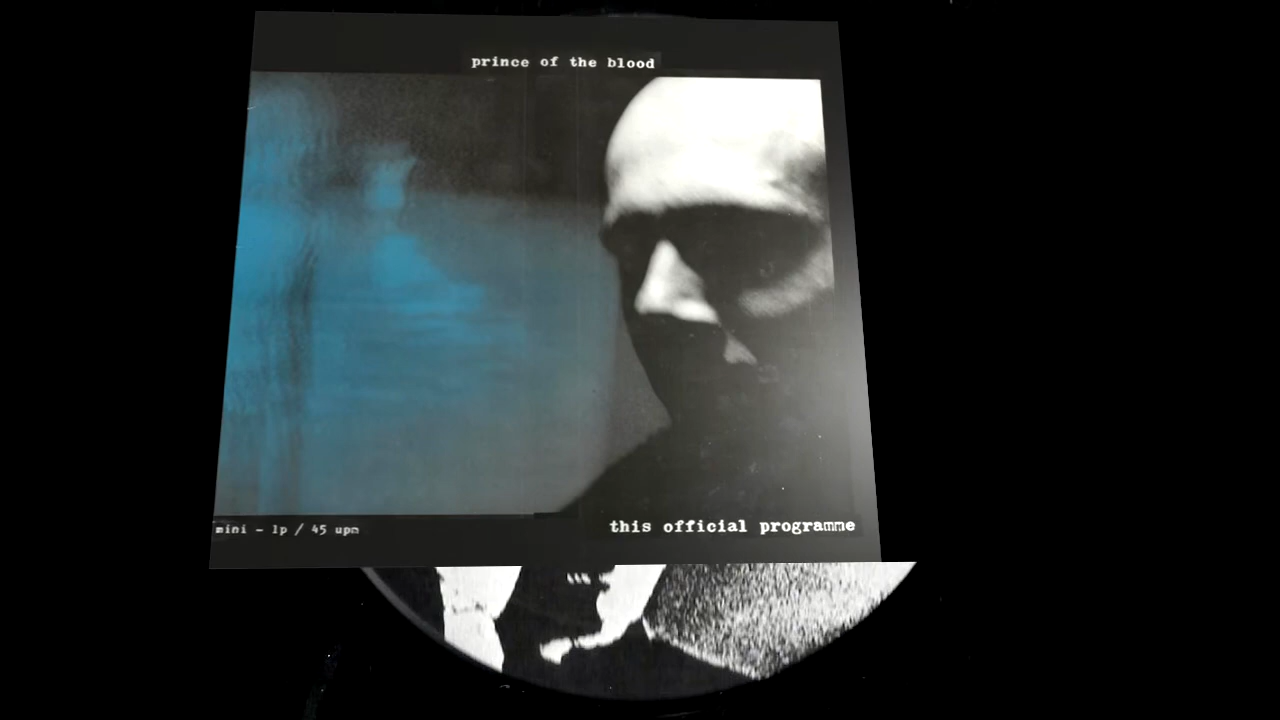 prince of the blood
mini - lp / 45 upm
this official programme